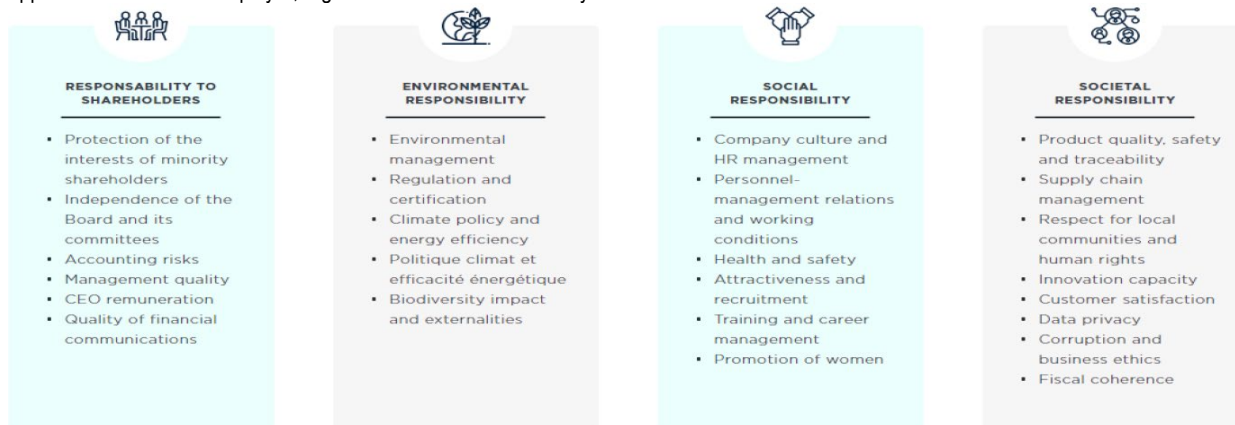 RESPONSABILITY TO
SHAREHOLDERS
▪ Protection of the
interests of minority
shareholders
▪ Independence of the
Board and its
committees
▪ Accounting risks
▪ Management quality
▪ CEO remuneration
▪ Quality of financial
communications
ENVIRONMENTAL
RESPONSIBILITY
▪ Environmental
management
▪ Regulation and
certification
▪ Climate policy and
energy efficiency
▪ Politique climat et
efficacité énergétique
▪ Biodiversity impact
and externalities
SOCIAL
RESPONSIBILITY
▪ Company culture and
HR management
▪ Personnel-
management relations
and working
conditions
▪ Health and safety
▪ Attractiveness and
recruitment
▪ Training and career
management
▪ Promotion of women
SOCIETAL
RESPONSIBILITY
▪ Product quality, safety
and traceability
▪ Supply chain
management
▪ Respect for local
communities and
human rights
▪ Innovation capacity
▪ Customer satisfaction
▪ Data privacy
▪ Corruption and
business ethics
▪ Fiscal coherence